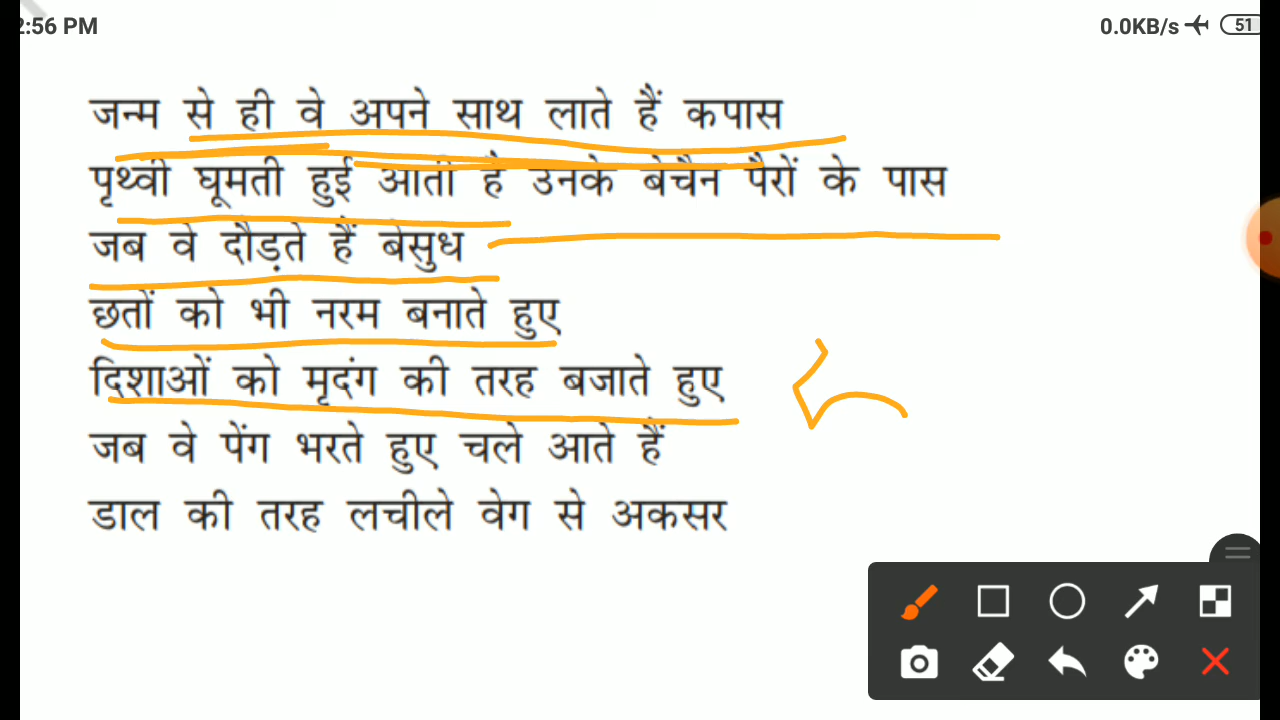 2:56 PM
0.0KB/s
51
जन्म से ही वे अपने साथ लाते हैं कपास
पृथ्वी घूमती हुई आती है उनके बेचैन पैरों के पास
जब वे दौड़ते हैं बेसुध
छतों को भी नरम बनाते हुए
दिशाओं को मृदंग की तरह बजाते हुए
जब वे पेंग भरते हुए चले आते हैं
डाल की तरह लचीले वेग से अकसर